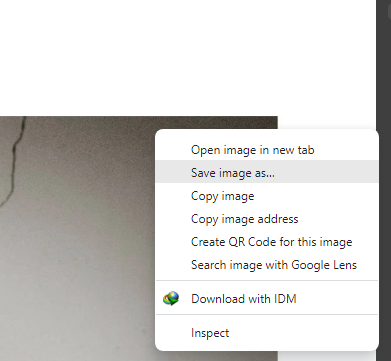 Open image in new tab
Save image as...
Copy image
Copy image address
Create QR Code for this image
Search image with Google Lens
Download with IDM
Inspect